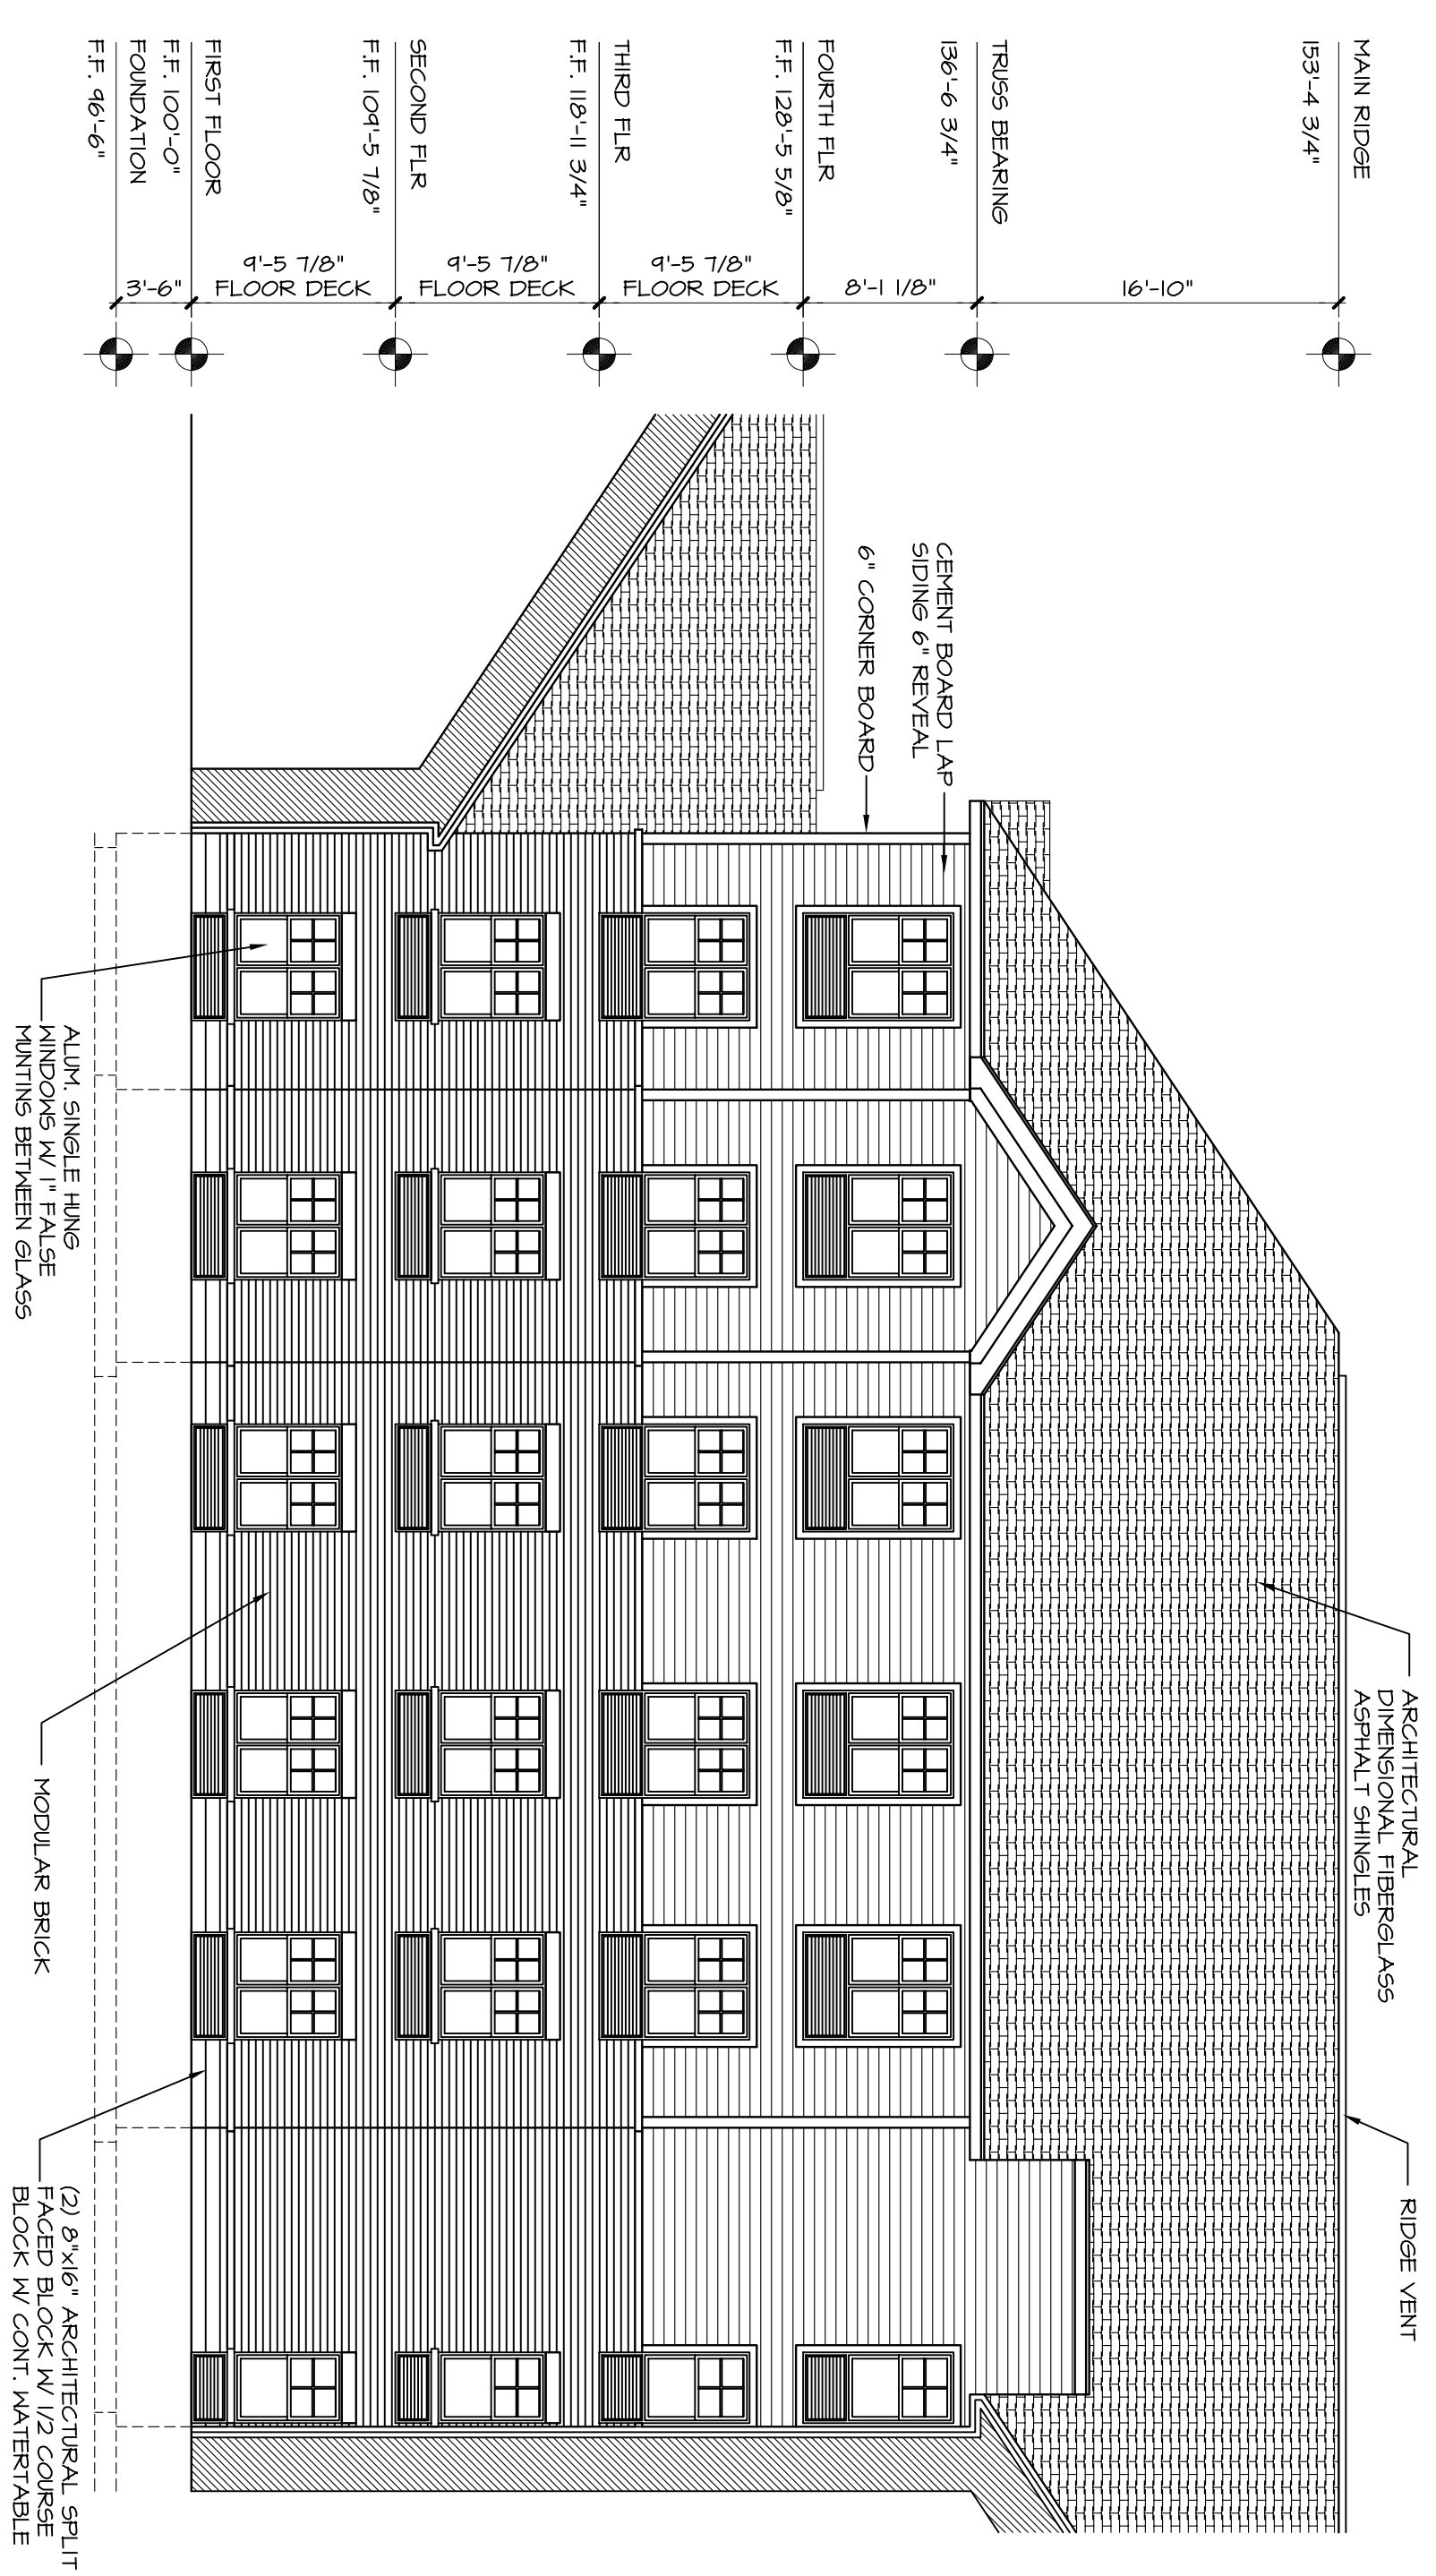 MAIN RIDGE
153'-4 3/4"
TRUSS BEARING
136'-6 3/4"
FOURTH FLR
F.F. 128'-5 5/8"
THIRD FLR
F.F. 118'-11 3/4"
SECOND FLR
F.F. 109'-5 7/8"
FIRST FLOOR
F.F. 100'-0"
FOUNDATION
F.F. 96'-6"
16'-10"
8'-1 1/8"
9'-5 7/8"
FLOOR DECK
9'-5 7/8"
FLOOR DECK
9'-5 7/8"
FLOOR DECK
3'-6"
CEMENT BOARD LAP
SIDING 6" REVEAL
6" CORNER BOARD
ALUM. SINGLE HUNG
WINDOWS W/ 1" FALSE
MUNTINS BETWEEN GLASS
ARCHITECTURAL
DIMENSIONAL FIBERGLASS
ASPHALT SHINGLES
MODULAR BRICK
RIDGE VENT
(2) 8"x16" ARCHITECTURAL SPLIT
FACED BLOCK W/ 1/2 COURSE
BLOCK W/ CONT. WATERTABLE